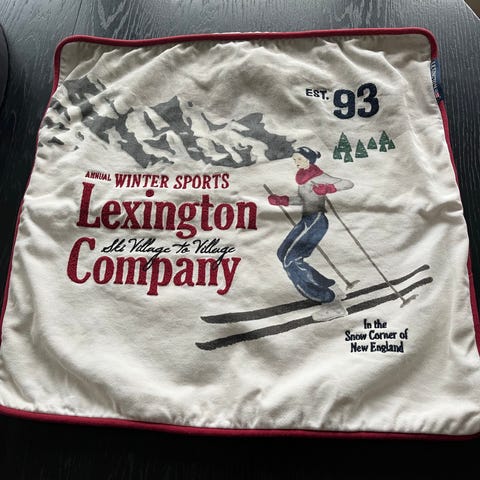 EST. 93
ANNUAL WINTER SPORTS
Lexington
Ski Village to Village
Company
In the
Snow Corner of
New England